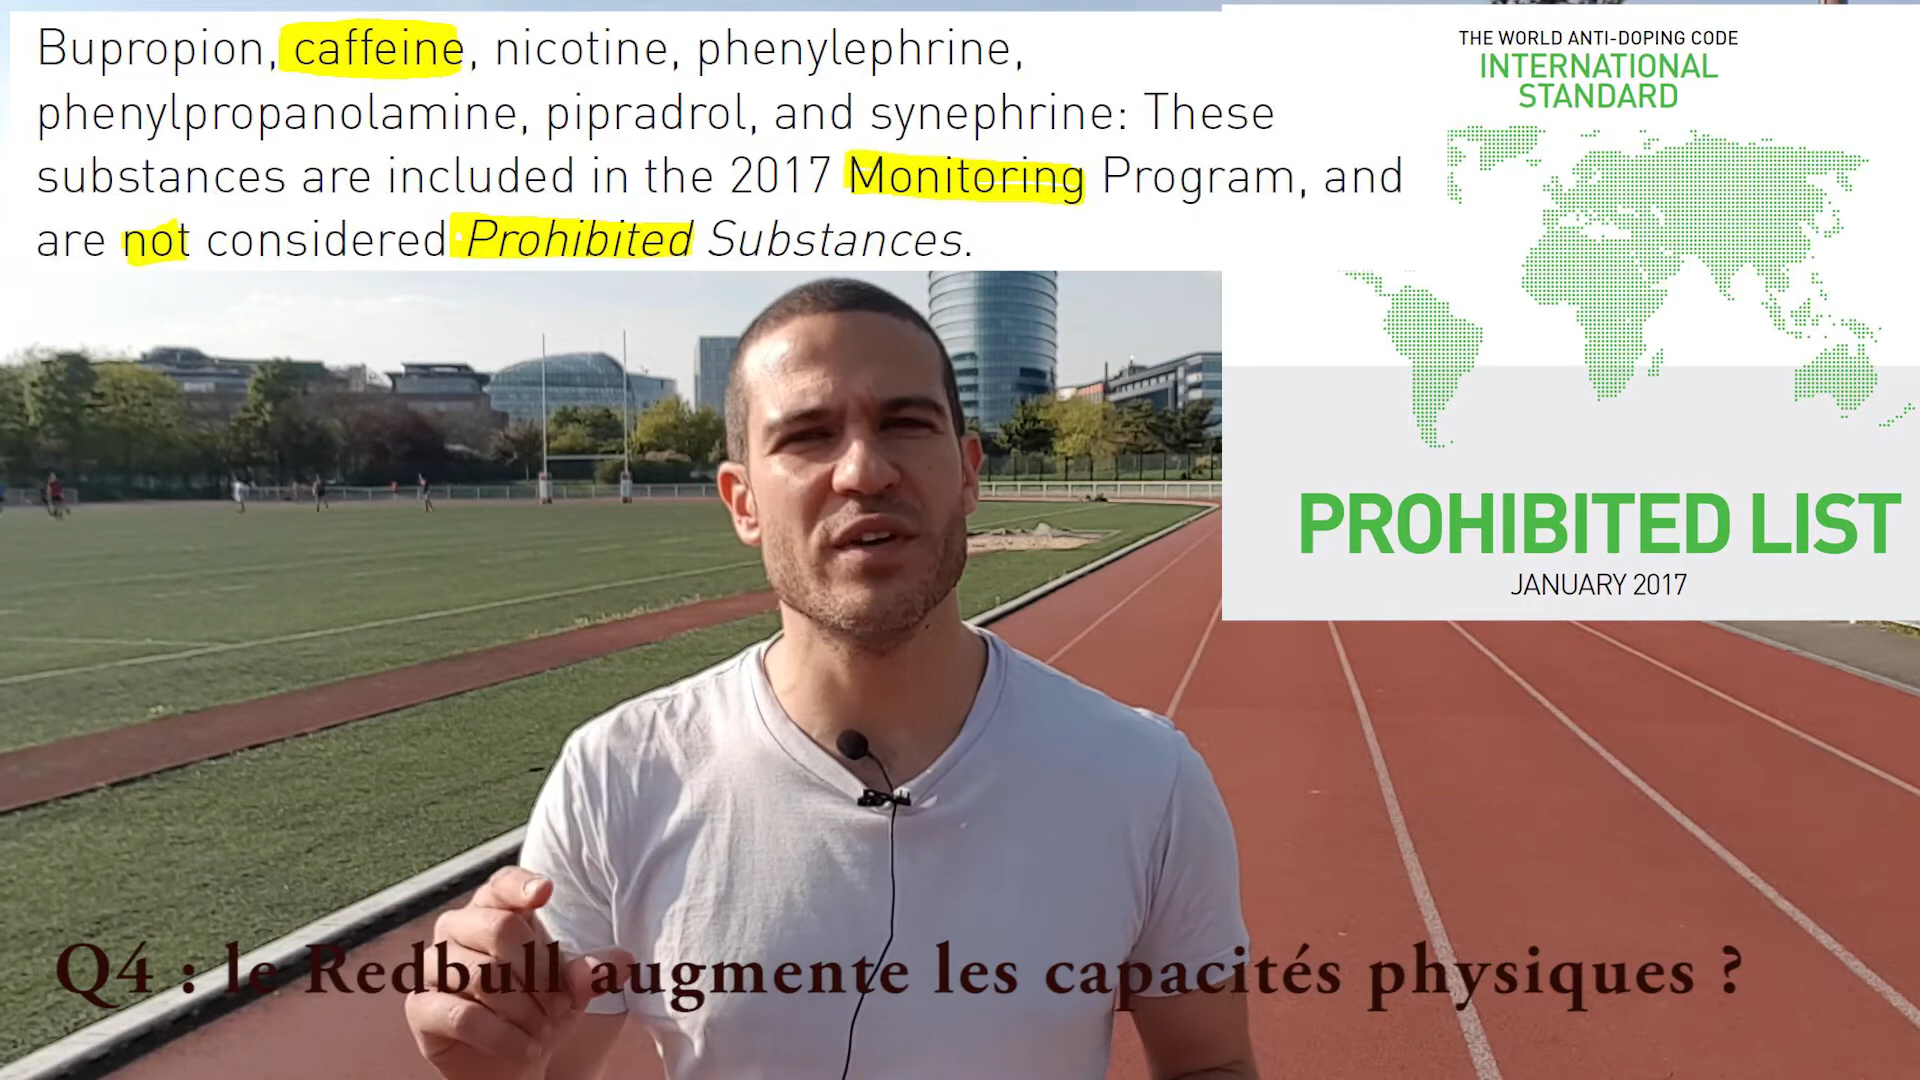 Bupropion, caffeine, nicotine, phenylephrine,
phenylpropanolamine, pipradrol, and synephrine: These
substances are included in the 2017 Monitoring Program, and
are not considered Prohibited Substances.
THE WORLD ANTI-DOPING CODE
INTERNATIONAL
STANDARD
PROHIBITED LIST
JANUARY 2017
Q4 : le Redbull augmente les capacités physiques ?